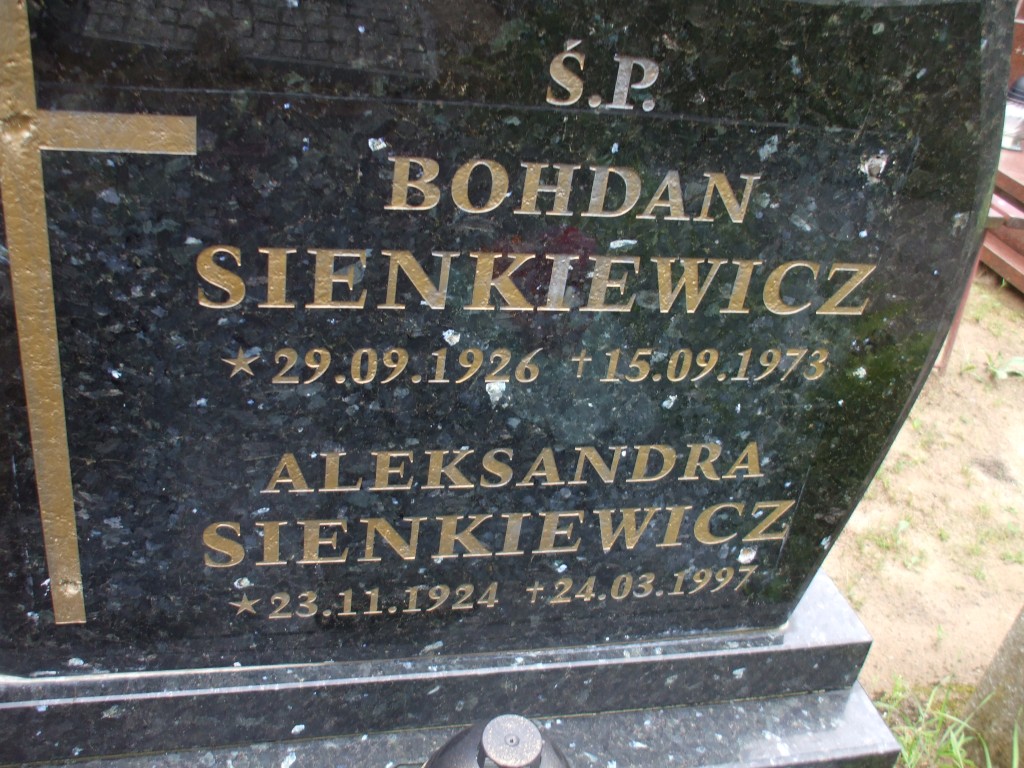 Ś.P.
BOHDAN
SIENKIEWICZ
★29.09.1926 †15.09.1973
ALEKSANDRA
SIENKIEWICZ
★23.11.1924 †24.03.1997